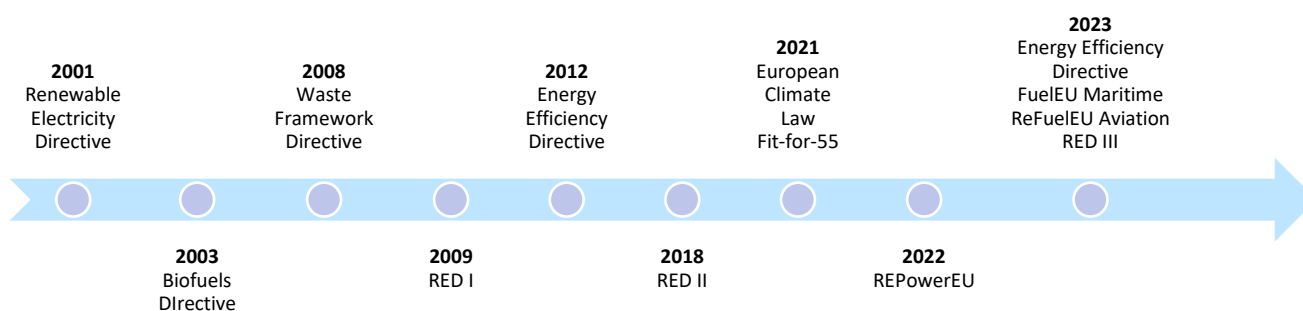 2001
Renewable
Electricity
Directive
2003
Biofuels
DIrective
2008
Waste
Framework
Directive
2009
RED I
2012
Energy
Efficiency
Directive
2018
RED II
2021
European
Climate
Law
Fit-for-55
2022
REPowerEU
2023
Energy Efficiency
Directive
FuelEU Maritime
ReFuelEU Aviation
RED III